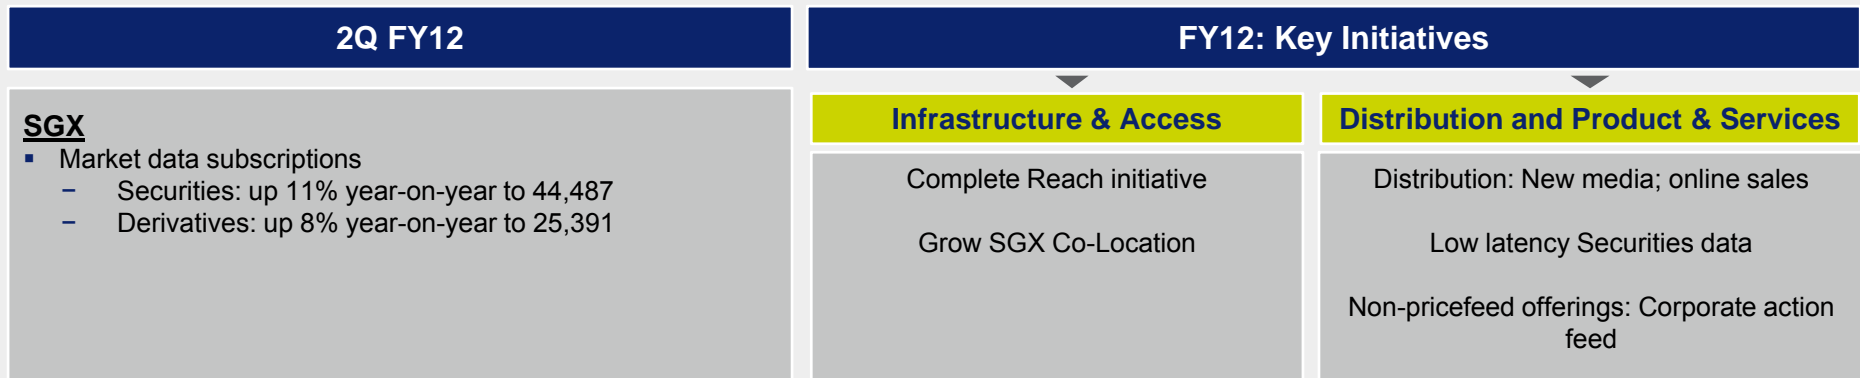 2Q FY12
FY12: Key Initiatives
SGX
▪ Market data subscriptions
− Securities: up 11% year-on-year to 44,487
− Derivatives: up 8% year-on-year to 25,391
Infrastructure & Access
Complete Reach initiative
Grow SGX Co-Location
Distribution and Product & Services
Distribution: New media; online sales
Low latency Securities data
Non-pricefeed offerings: Corporate action
feed